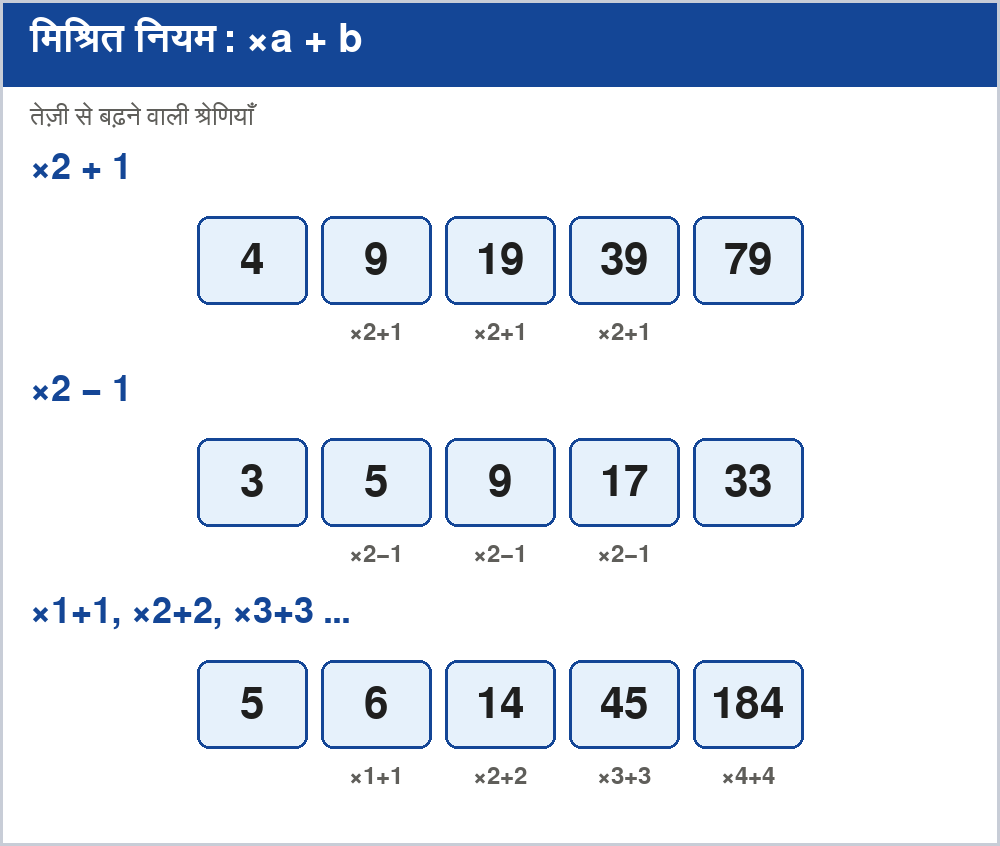 मिश्रित नियम : ×a + b
तेज़ी से बढ़ने वाली श्रेणियाँ
×2 + 1
4 9 19 39 79
×2+1 ×2+1 ×2+1
×2 − 1
3 5 9 17 33
×2−1 ×2−1 ×2−1
×1+1, ×2+2, ×3+3 ...
5 6 14 45 184
×1+1 ×2+2 ×3+3 ×4+4